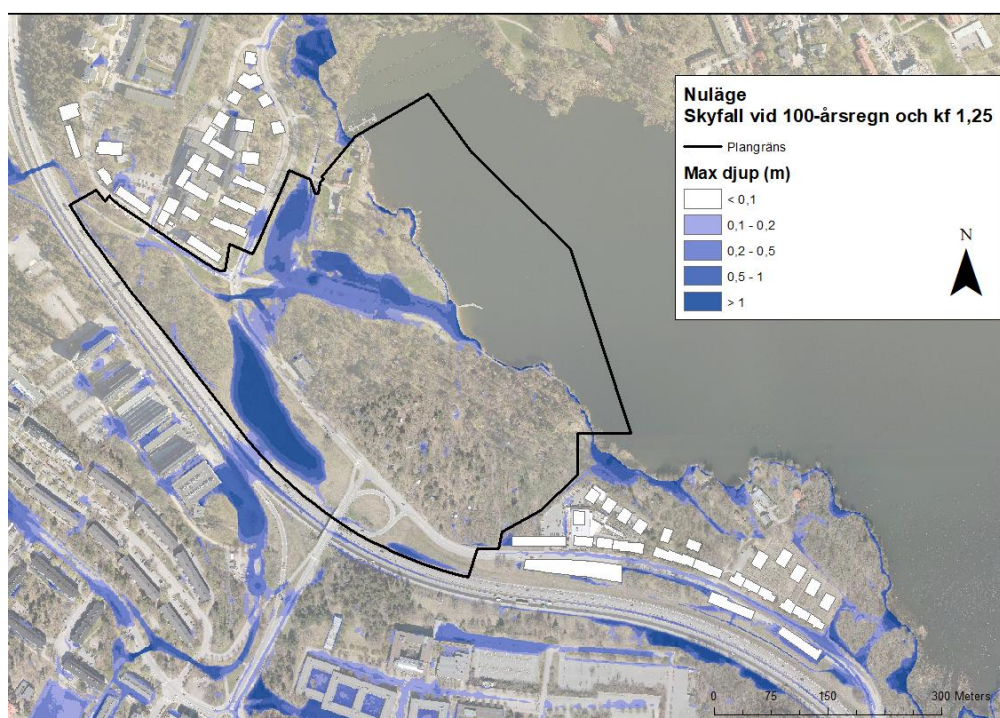 Nuläge
Skyfall vid 100-årsregn och kf 1,25
Plangräns
Max djup (m)
< 0,1
0,1 - 0,2
0,2 - 0,5
0,5 - 1
> 1
N
0 75 150 300 Meters